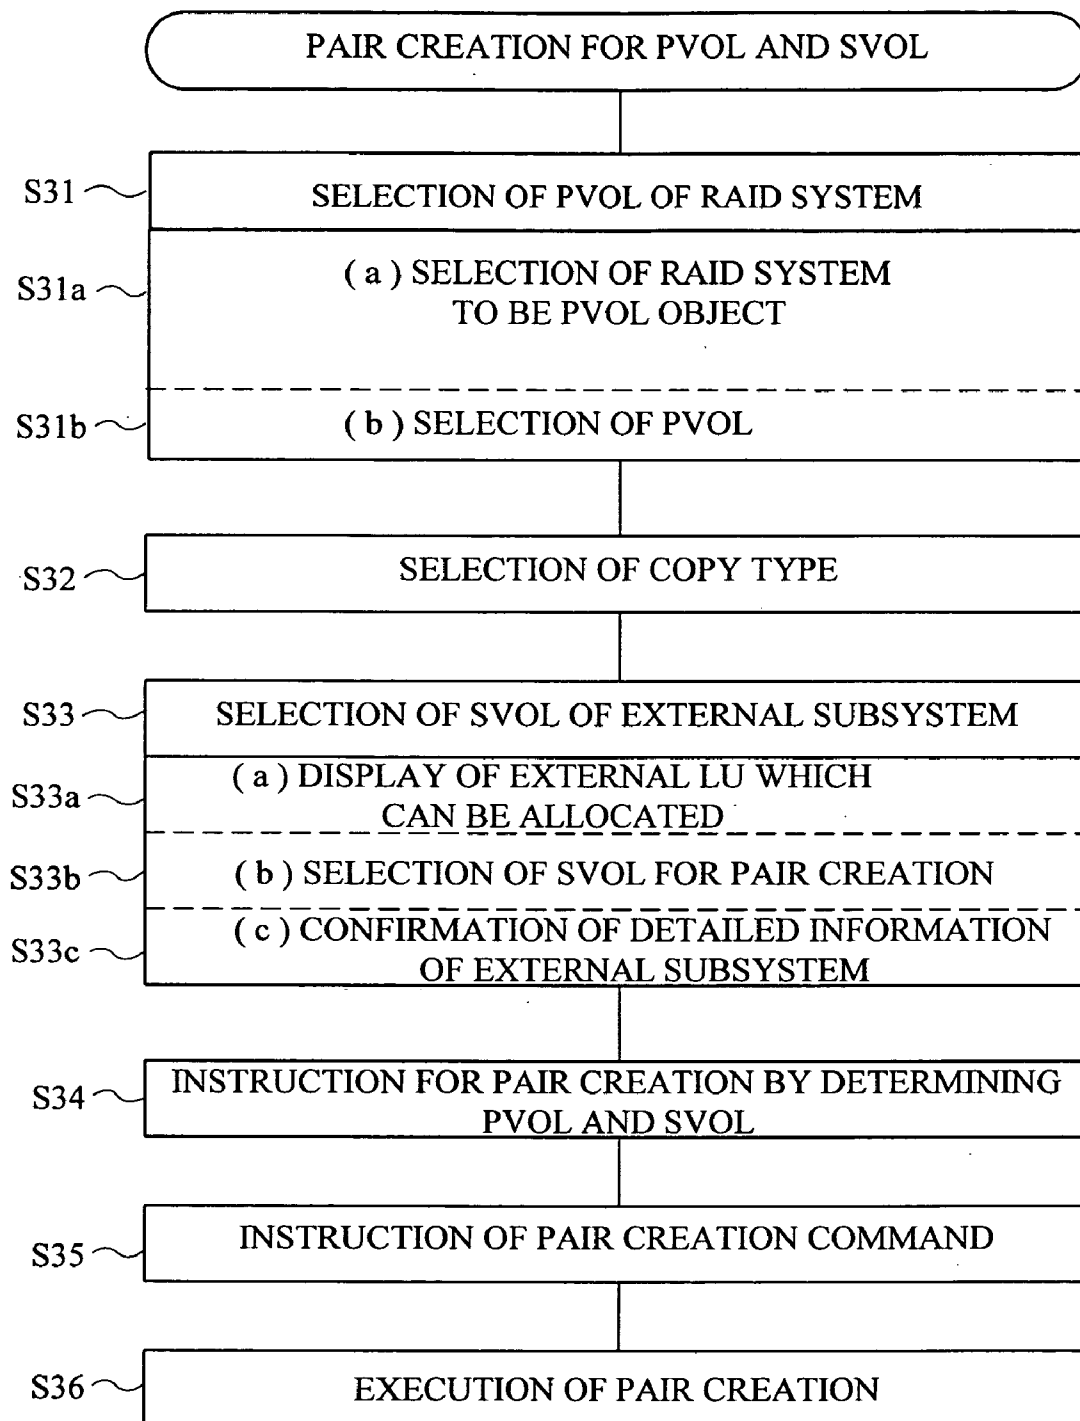 PAIR CREATION FOR PVOL AND SVOL
S31
SELECTION OF PVOL OF RAID SYSTEM
S31a
( a ) SELECTION OF RAID SYSTEM
TO BE PVOL OBJECT
S31b
( b ) SELECTION OF PVOL
S32
SELECTION OF COPY TYPE
S33
SELECTION OF SVOL OF EXTERNAL SUBSYSTEM
S33a
( a ) DISPLAY OF EXTERNAL LU WHICH
CAN BE ALLOCATED
S33b
( b ) SELECTION OF SVOL FOR PAIR CREATION
S33c
( c ) CONFIRMATION OF DETAILED INFORMATION
OF EXTERNAL SUBSYSTEM
S34
INSTRUCTION FOR PAIR CREATION BY DETERMINING
PVOL AND SVOL
S35
INSTRUCTION OF PAIR CREATION COMMAND
S36
EXECUTION OF PAIR CREATION